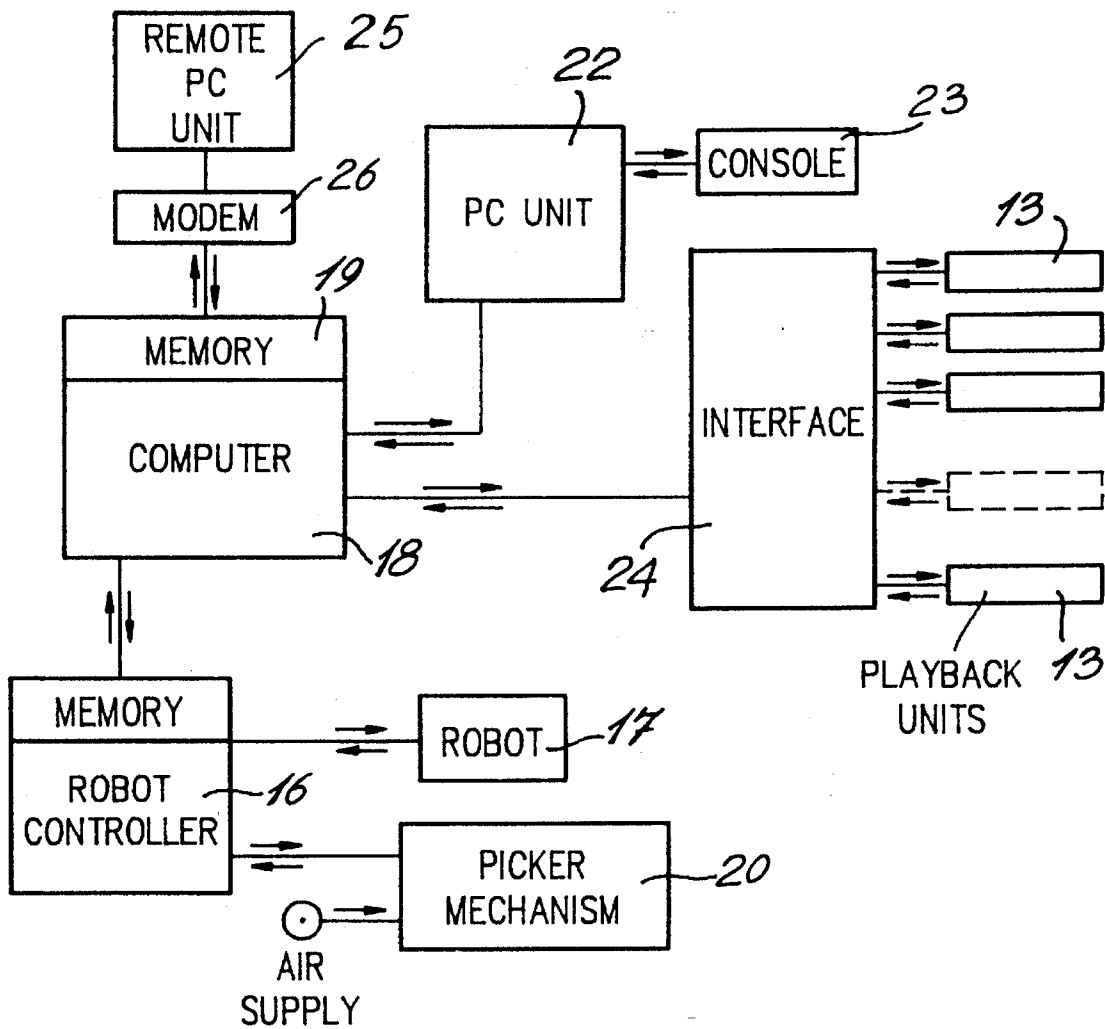 REMOTE
PC
UNIT
25
22
23
CONSOLE
PC UNIT
26
MODEM
13
19
MEMORY
COMPUTER
18
INTERFACE
24
PLAYBACK
UNITS
13
MEMORY
ROBOT
CONTROLLER
16
ROBOT
17
PICKER
MECHANISM
20
AIR
SUPPLY